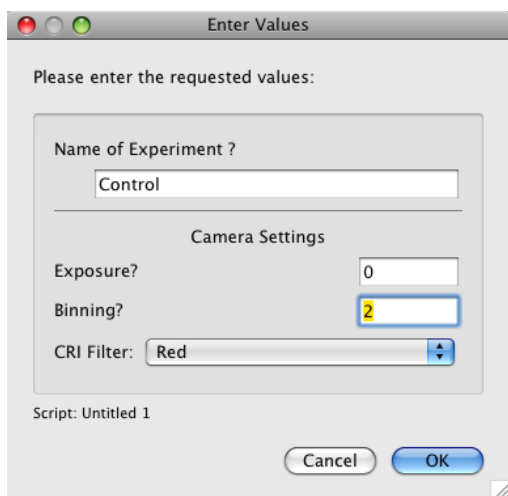 Enter Values
Please enter the requested values:
Name of Experiment ?
Control
Camera Settings
Exposure? 0
Binning? 2
CRI Filter: Red
Script: Untitled 1
Cancel OK